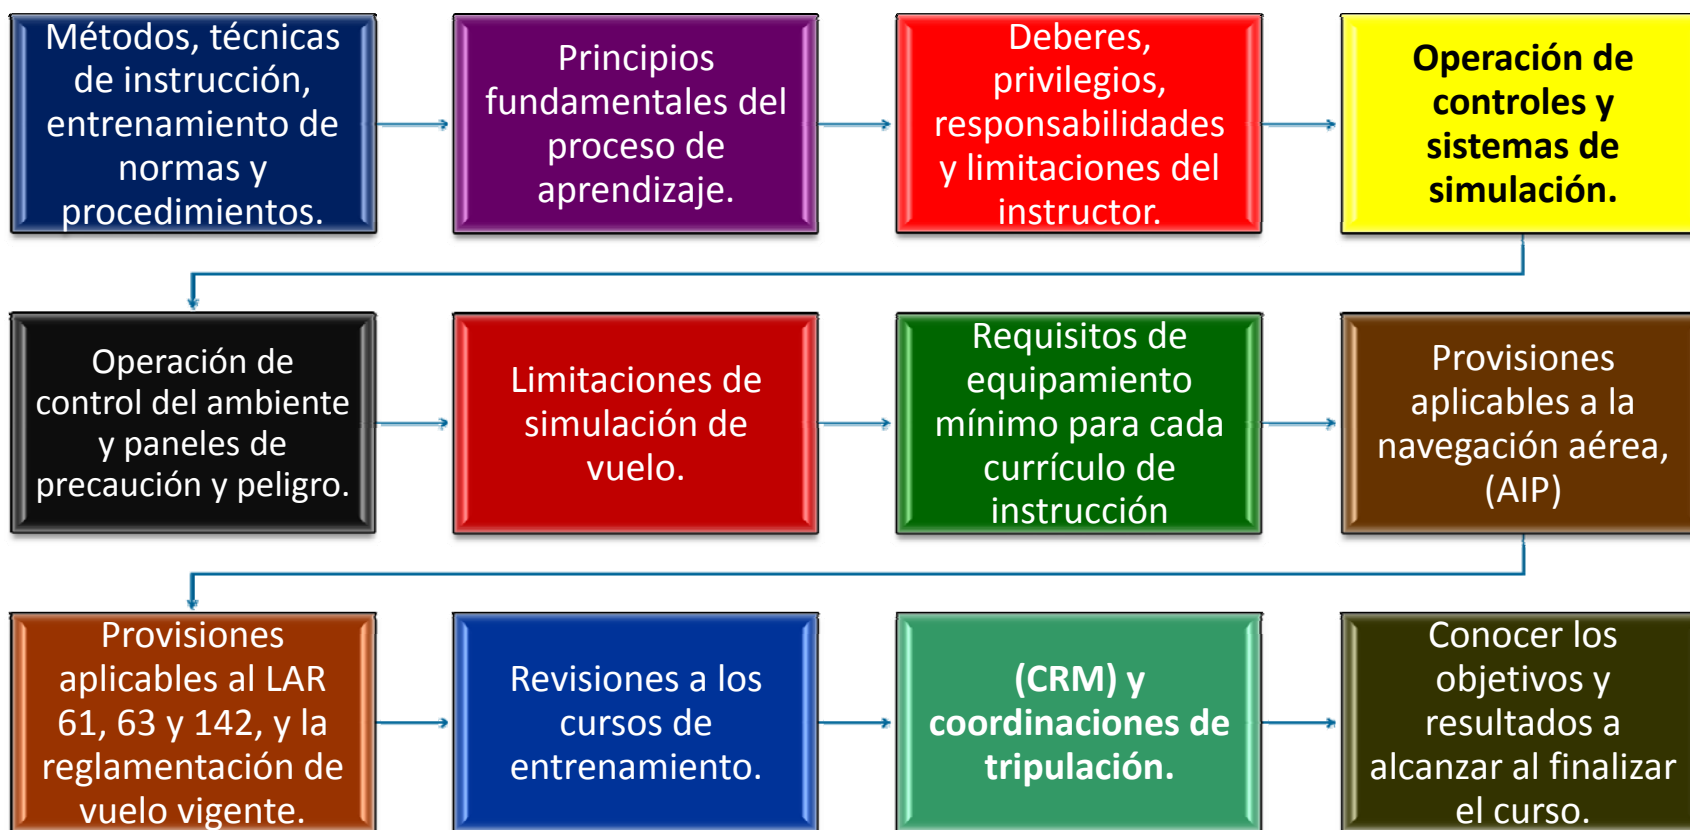 Métodos, técnicas
de instrucción,
entrenamiento de
normas y
procedimientos.
Principios
fundamentales del
proceso de
aprendizaje.
Deberes,
privilegios,
responsabilidades
y limitaciones del
instructor.
Operación de
controles y
sistemas de
simulación.
Operación de
control del ambiente
y paneles de
precaución y peligro.
Limitaciones de
simulación de
vuelo.
Requisitos de
equipamiento
mínimo para cada
currículo de
instrucción
Provisiones
aplicables a la
navegación aérea,
(AIP)
Provisiones
aplicables al LAR
61, 63 y 142, y la
reglamentación de
vuelo vigente.
Revisiones a los
cursos de
entrenamiento.
(CRM) y
coordinaciones de
tripulación.
Conocer los
objetivos y
resultados a
alcanzar al finalizar
el curso.